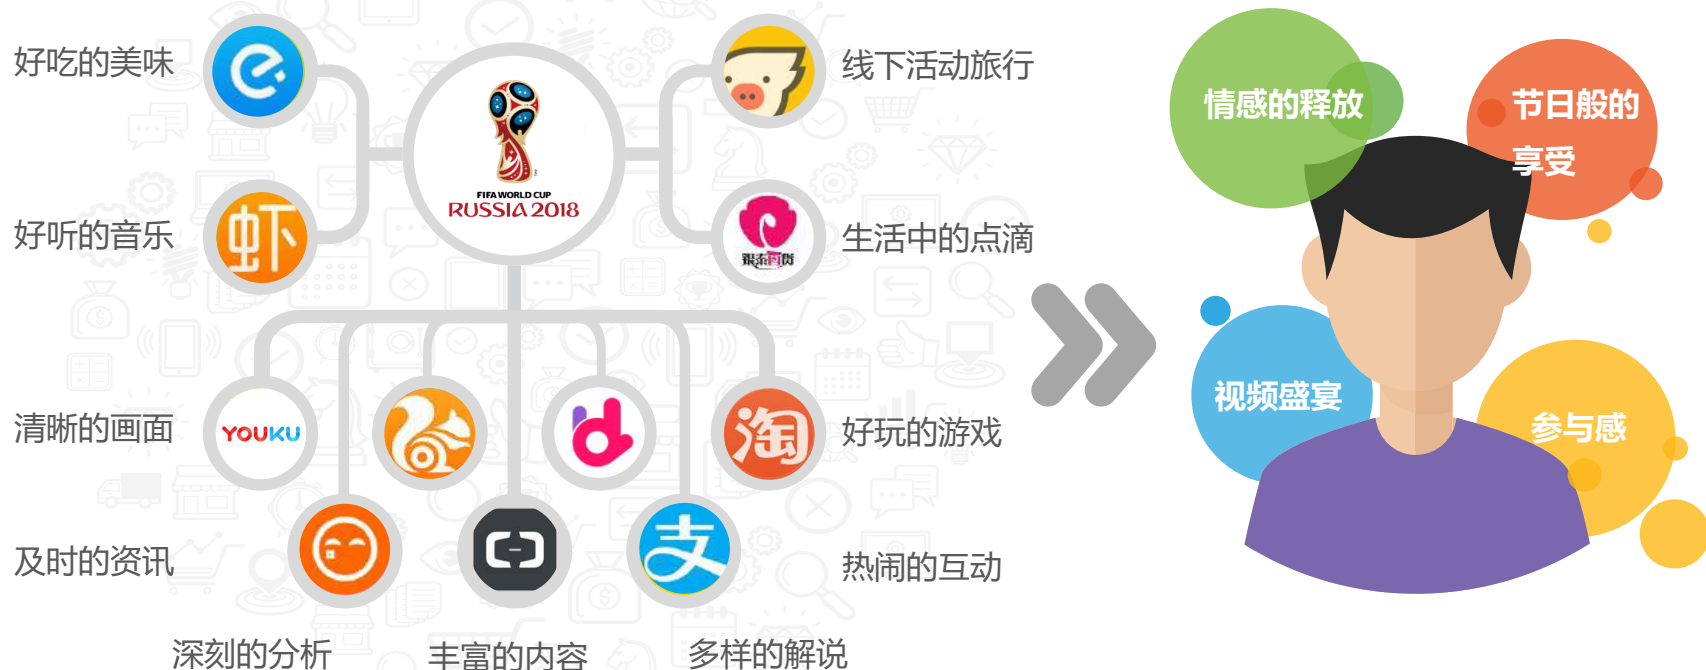 好吃的美味
线下活动旅行
FIFA WORLD CUP
RUSSIA 2018
虾
好听的音乐
银泰百货
生活中的点滴
清晰的画面
YOUKU
淘
好玩的游戏
及时的资讯
支
热闹的互动
深刻的分析
丰富的内容
多样的解说
情感的释放
节日般的
享受
视频盛宴
参与感